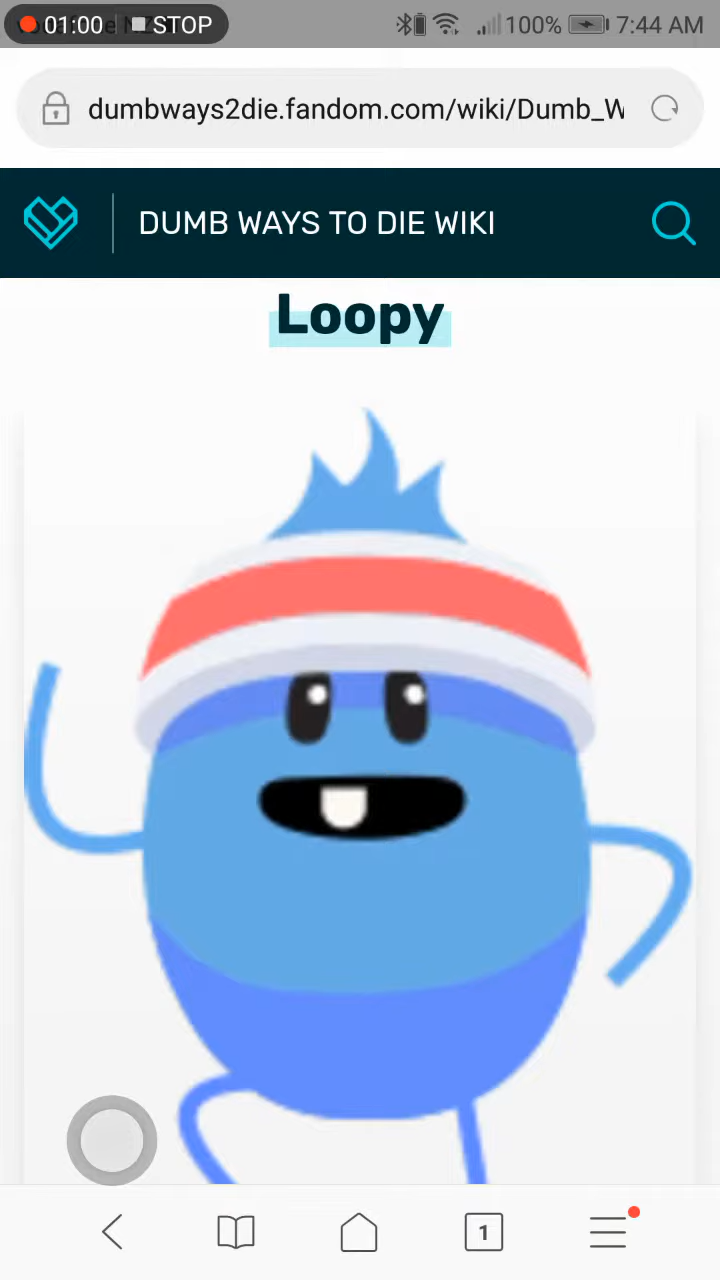 01:00 STOP 100% 7:44 AM
dumbways2die.fandom.com/wiki/Dumb_W
DUMB WAYS TO DIE WIKI
Loopy
1